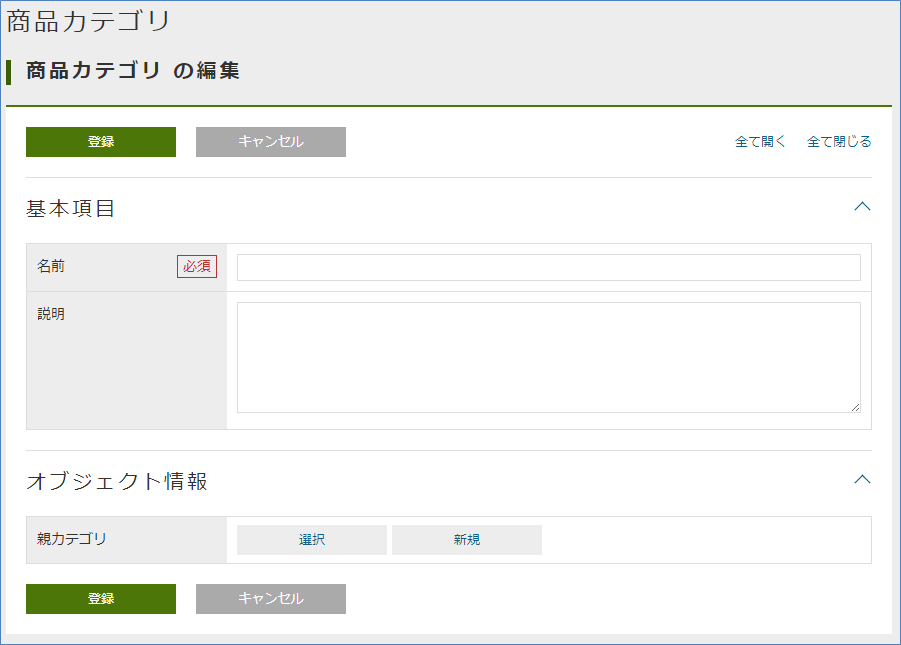 商品カテゴリ
商品カテゴリ の編集
登録 キャンセル 全て開く 全て閉じる
基本項目
名前 必須
説明
オブジェクト情報
親カテゴリ 選択 新規
登録 キャンセル